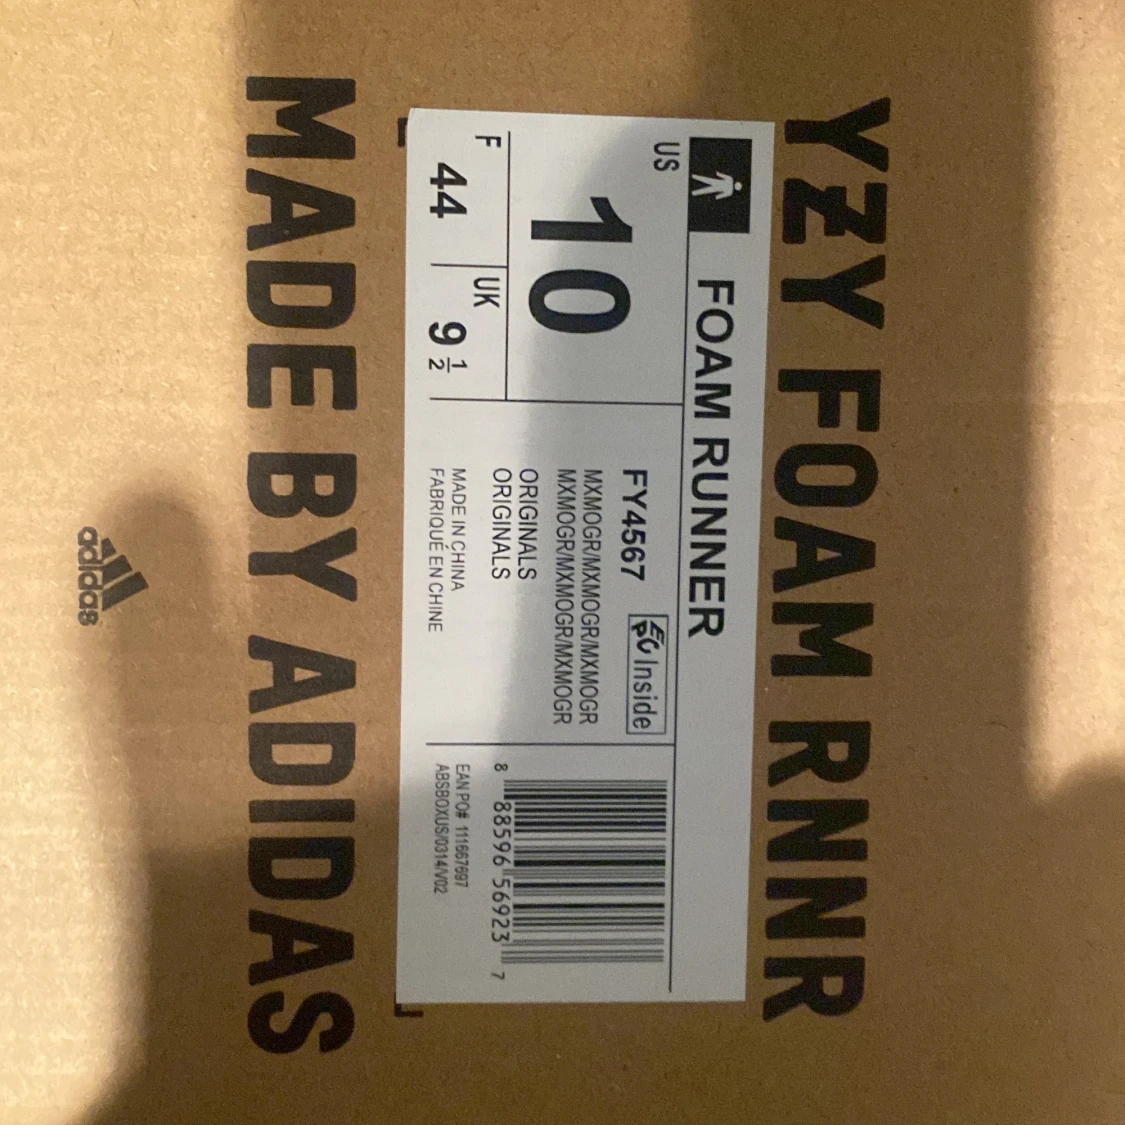 YZY FOAM RNNR
FOAM RUNNER
US
10
F
44
UK
9 1/2
FY4567
Inside
MXMOGR/MXMOGR/MXMOGR
MXMOGR/MXMOGR/MXMOGR
ORIGINALS
ORIGINALS
MADE IN CHINA
FABRIQUÉ EN CHINE
8 88596 56923 7
EAN PO# 111667697
ABSBOXUS/0314/V02
MADE BY ADIDAS
adidas